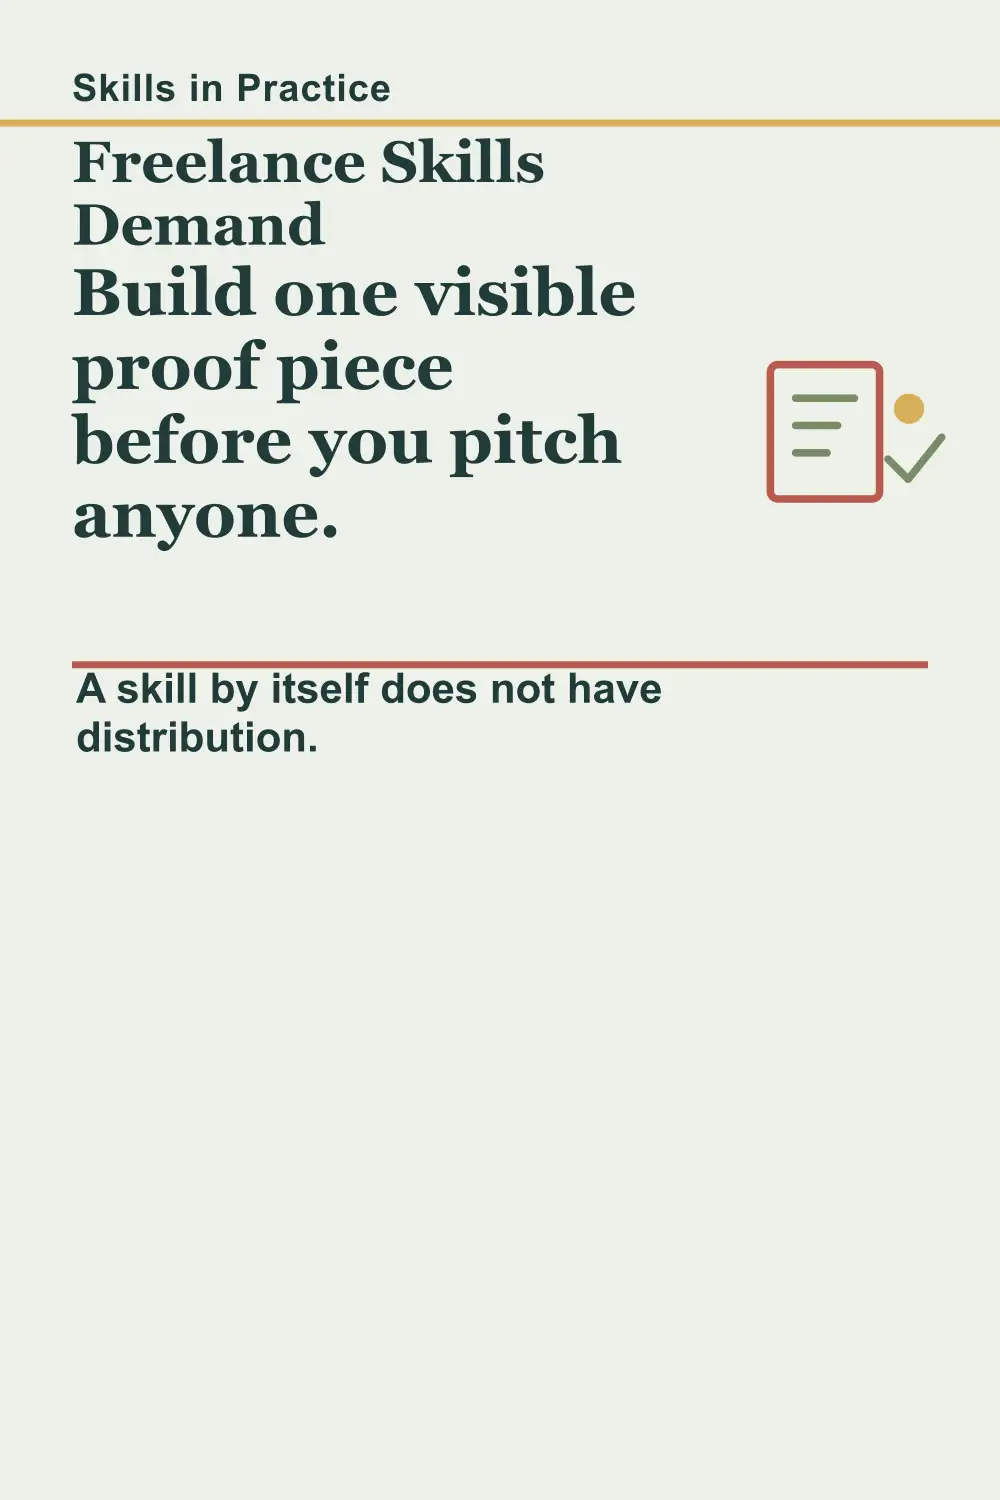 Skills in Practice
Freelance Skills
Demand
Build one visible
proof piece
before you pitch
anyone.
A skill by itself does not have
distribution.